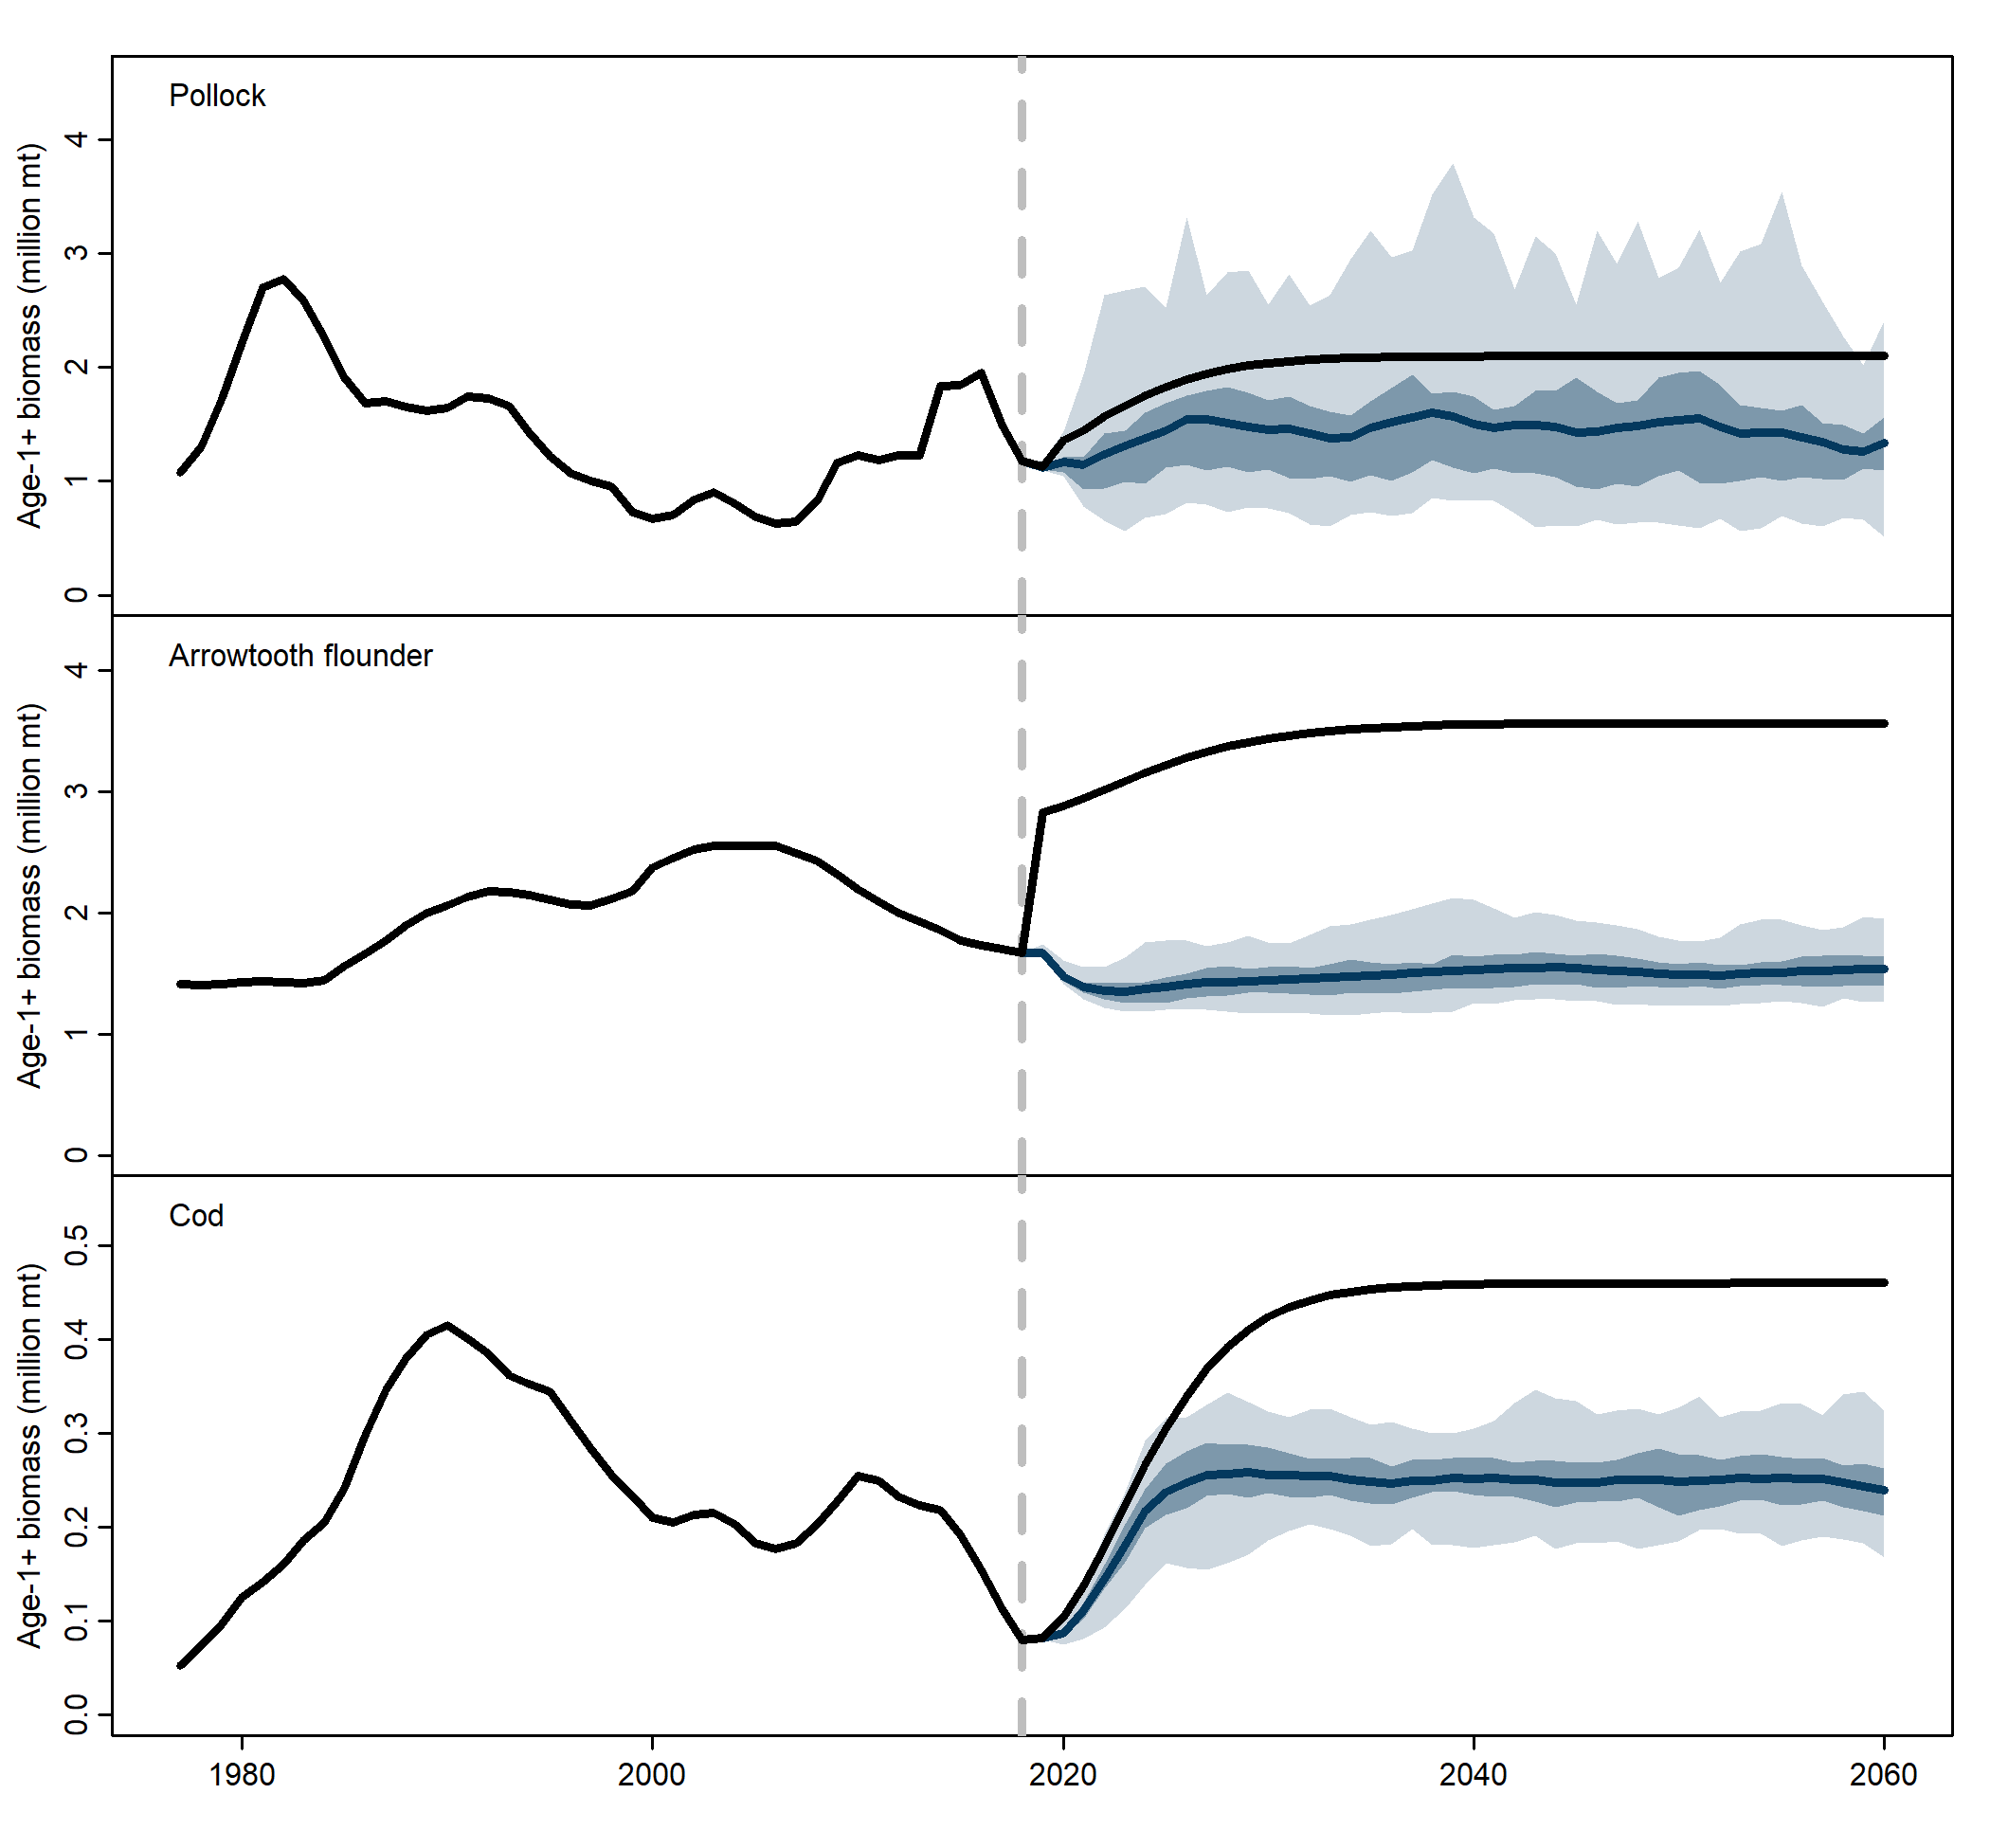 Pollock
Age-1+ biomass (million mt)
4
3
2
1
0
Arrowtooth flounder
Age-1+ biomass (million mt)
4
3
2
1
0
Cod
Age-1+ biomass (million mt)
0.5
0.4
0.3
0.2
0.1
0.0
1980 2000 2020 2040 2060